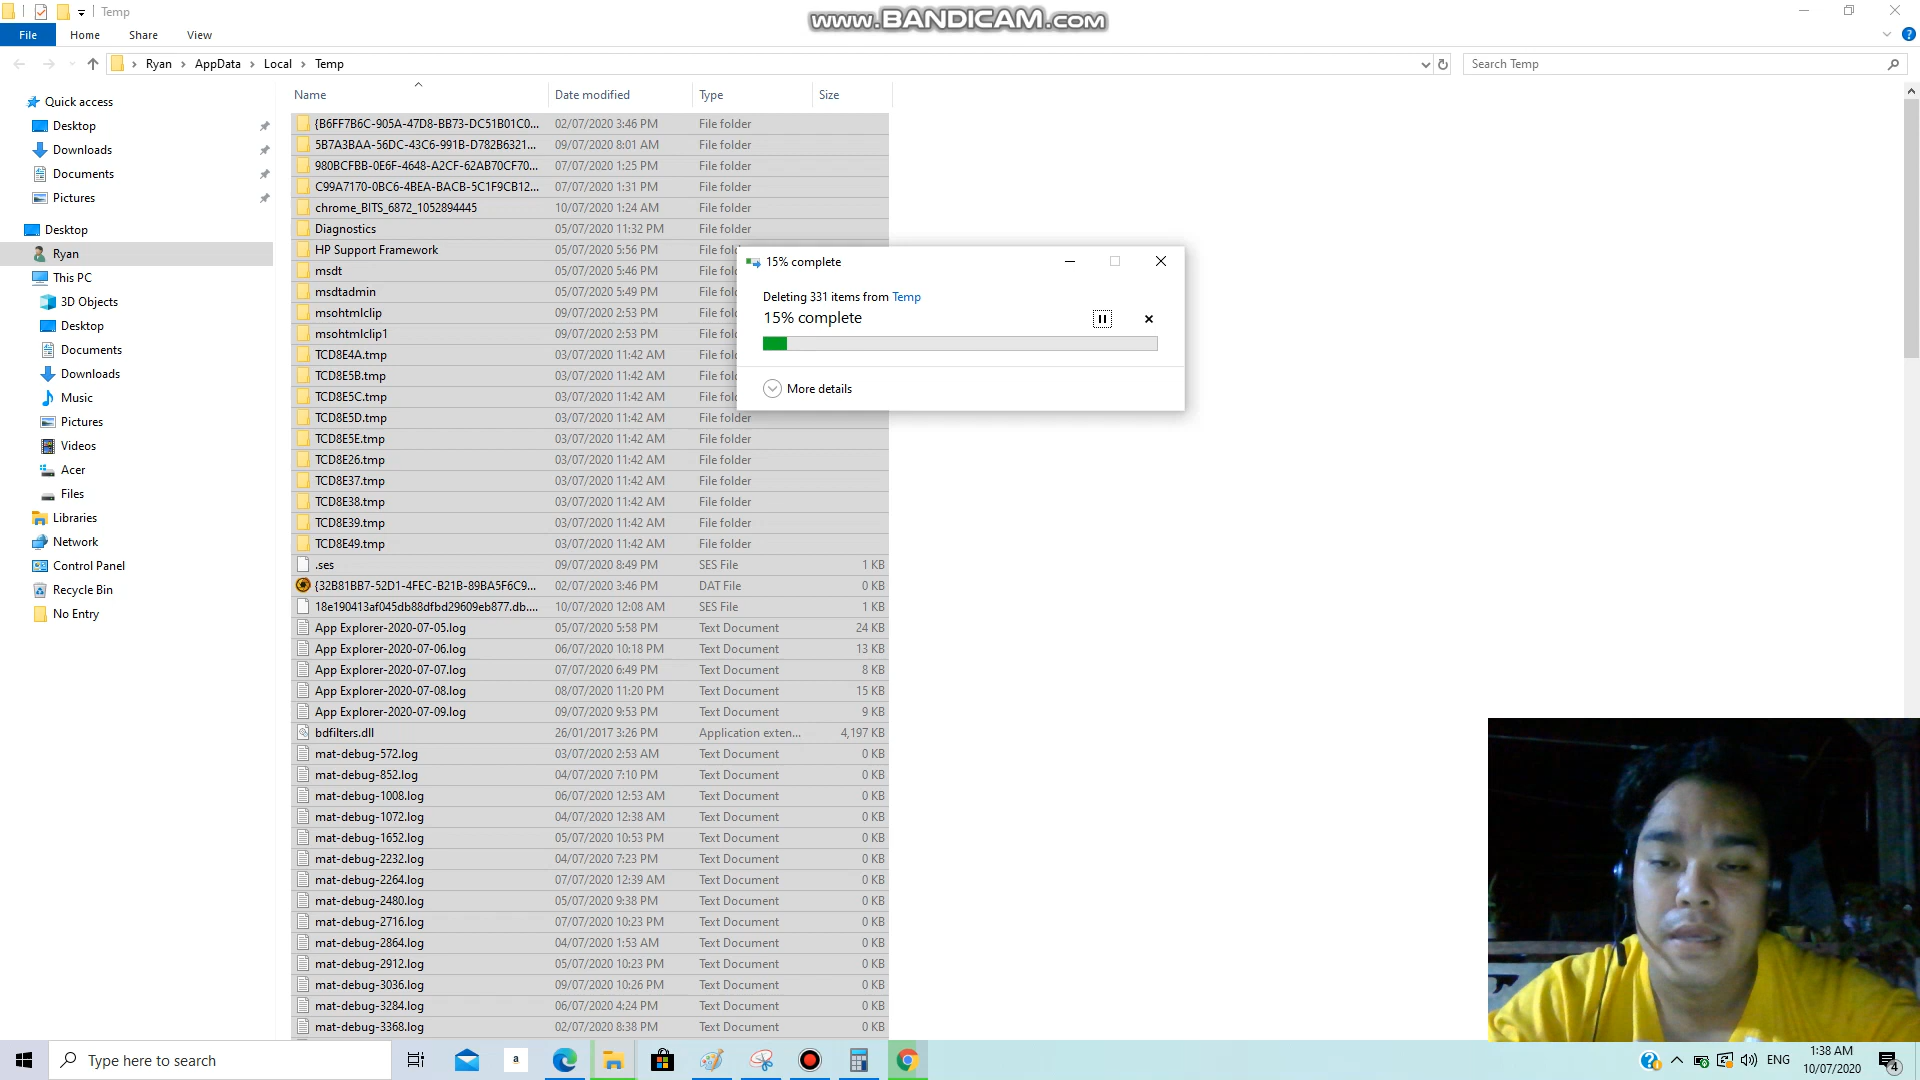 Temp
www.BANDICAM.com
File Home Share View
Ryan AppData Local Temp
Search Temp
Name Date modified Type Size
Quick access
Desktop
Downloads
Documents
Pictures
Desktop
Ryan
This PC
3D Objects
Desktop
Documents
Downloads
Music
Pictures
Videos
Acer
Files
Libraries
Network
Control Panel
Recycle Bin
No Entry
{B6FF7B6C-905A-47D8-BB73-DC51B01C0... 02/07/2020 3:46 PM File folder
5B7A3BAA-56DC-43C6-991B-D782B6321... 09/07/2020 8:01 AM File folder
980BCFBB-0E6F-4648-A2CF-62AB70CF70... 07/07/2020 1:25 PM File folder
C99A7170-0BC6-4BEA-BACB-5C1F9CB12... 07/07/2020 1:31 PM File folder
chrome_BITS_6872_1052894445 10/07/2020 1:24 AM File folder
Diagnostics 05/07/2020 11:32 PM File folder
HP Support Framework 05/07/2020 5:56 PM File fol
msdt 05/07/2020 5:46 PM File fol
msdtadmin 05/07/2020 5:49 PM File fol
msohtmlclip 09/07/2020 2:53 PM File fol
msohtmlclip1 09/07/2020 2:53 PM File fol
TCD8E4A.tmp 03/07/2020 11:42 AM File fol
TCD8E5B.tmp 03/07/2020 11:42 AM File fol
TCD8E5C.tmp 03/07/2020 11:42 AM File fol
TCD8E5D.tmp 03/07/2020 11:42 AM File folder
TCD8E5E.tmp 03/07/2020 11:42 AM File folder
TCD8E26.tmp 03/07/2020 11:42 AM File folder
TCD8E37.tmp 03/07/2020 11:42 AM File folder
TCD8E38.tmp 03/07/2020 11:42 AM File folder
TCD8E39.tmp 03/07/2020 11:42 AM File folder
TCD8E49.tmp 03/07/2020 11:42 AM File folder
.ses 09/07/2020 8:49 PM SES File 1 KB
{32B81BB7-52D1-4FEC-B21B-89BA5F6C9... 02/07/2020 3:46 PM DAT File 0 KB
18e190413af045db88dfbd29609eb877.db.... 10/07/2020 12:08 AM SES File 1 KB
App Explorer-2020-07-05.log 05/07/2020 5:58 PM Text Document 24 KB
App Explorer-2020-07-06.log 06/07/2020 10:18 PM Text Document 13 KB
App Explorer-2020-07-07.log 07/07/2020 6:49 PM Text Document 8 KB
App Explorer-2020-07-08.log 08/07/2020 11:20 PM Text Document 15 KB
App Explorer-2020-07-09.log 09/07/2020 9:53 PM Text Document 9 KB
bdfilters.dll 26/01/2017 3:26 PM Application exten... 4,197 KB
mat-debug-572.log 03/07/2020 2:53 AM Text Document 0 KB
mat-debug-852.log 04/07/2020 7:10 PM Text Document 0 KB
mat-debug-1008.log 06/07/2020 12:53 AM Text Document 0 KB
mat-debug-1072.log 04/07/2020 12:38 AM Text Document 0 KB
mat-debug-1652.log 05/07/2020 10:53 PM Text Document 0 KB
mat-debug-2232.log 04/07/2020 7:23 PM Text Document 0 KB
mat-debug-2264.log 07/07/2020 12:39 AM Text Document 0 KB
mat-debug-2480.log 05/07/2020 9:38 PM Text Document 0 KB
mat-debug-2716.log 07/07/2020 10:23 PM Text Document 0 KB
mat-debug-2864.log 04/07/2020 1:53 AM Text Document 0 KB
mat-debug-2912.log 05/07/2020 10:23 PM Text Document 0 KB
mat-debug-3036.log 09/07/2020 10:26 PM Text Document 0 KB
mat-debug-3284.log 06/07/2020 4:24 PM Text Document 0 KB
mat-debug-3368.log 02/07/2020 8:38 PM Text Document 0 KB
15% complete
Deleting 331 items from Temp
15% complete
More details
Type here to search
a
ENG
1:38 AM
10/07/2020
4